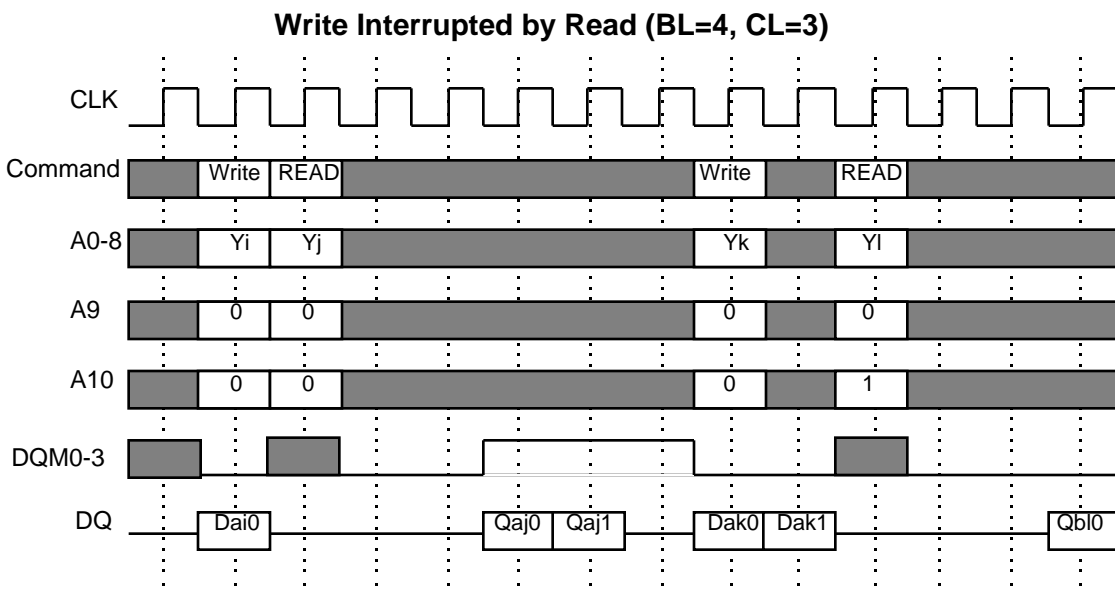 Write Interrupted by Read (BL=4, CL=3)
CLK
Command Write READ Write READ
A0-8 Yi Yj Yk Yl
A9 0 0 0 0
A10 0 0 0 1
DQM0-3
DQ Dai0 Qaj0 Qaj1 Dak0 Dak1 Qbl0